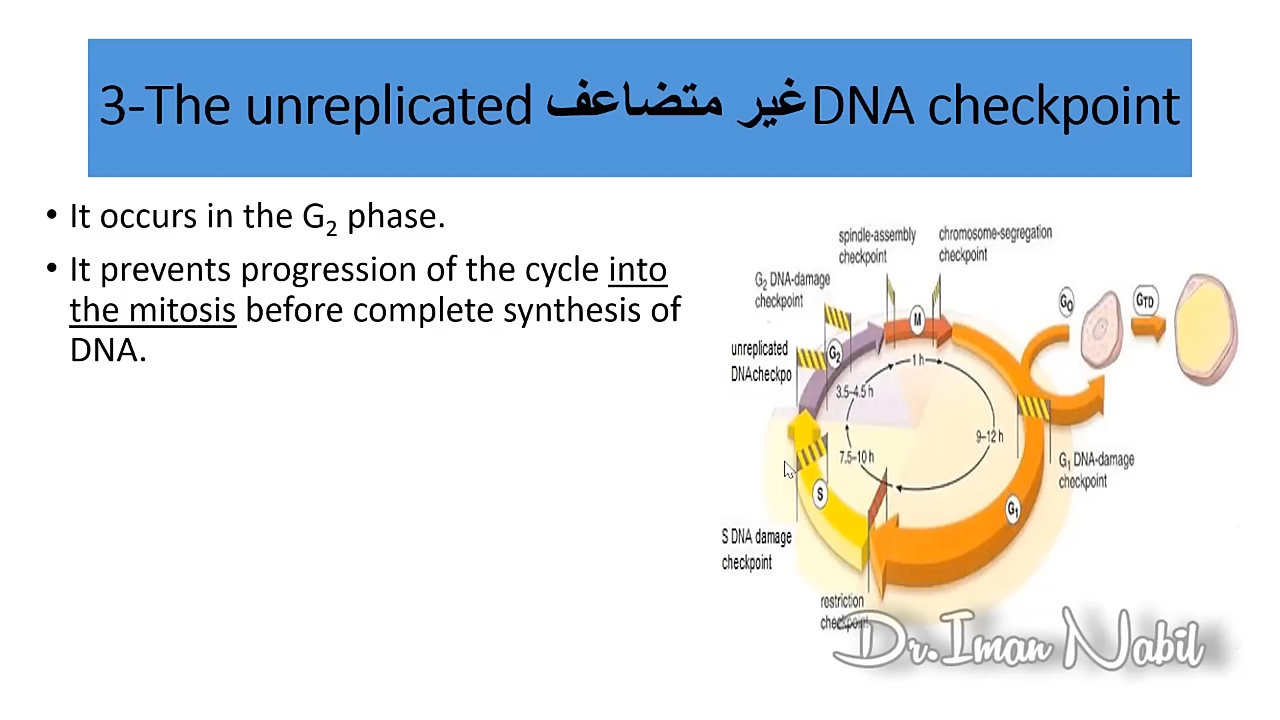 3-The unreplicated غير متضاعف DNA checkpoint
• It occurs in the G₂ phase.
• It prevents progression of the cycle into
the mitosis before complete synthesis of
DNA.
spindle-assembly
checkpoint
chromosome-segregation
checkpoint
G₂ DNA-damage
checkpoint
unreplicated
DNAcheckpo
M
G₂
1 h
3.5–4.5 h
G₀
G_TD
9–12 h
7.5–10 h
G₁ DNA-damage
checkpoint
S
G₁
S DNA damage
checkpoint
restriction
checkpoint
Dr.Iman Nabil